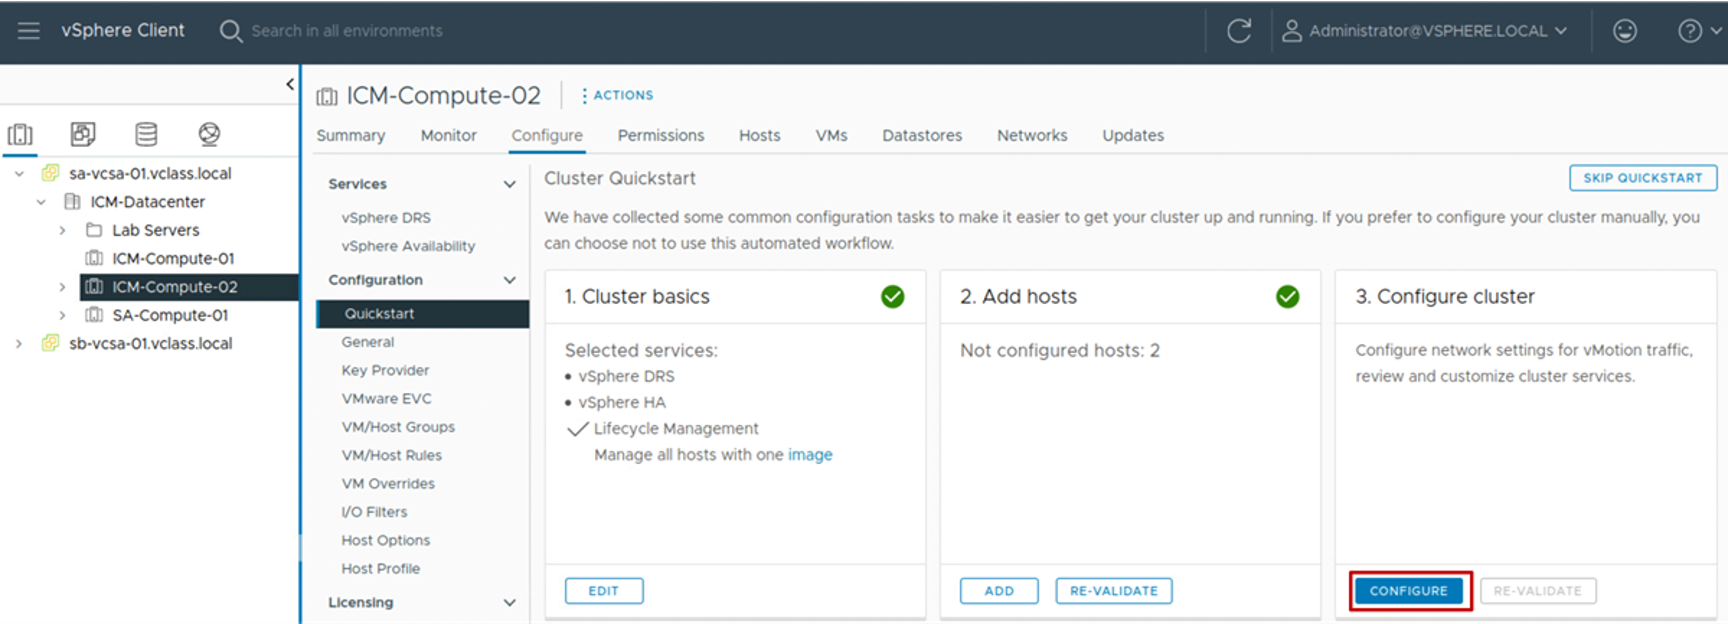 vSphere Client
Search in all environments
Administrator@VSPHERE.LOCAL
ICM-Compute-02
ACTIONS
Summary Monitor Configure Permissions Hosts VMs Datastores Networks Updates
sa-vcsa-01.vclass.local
ICM-Datacenter
Lab Servers
ICM-Compute-01
ICM-Compute-02
SA-Compute-01
sb-vcsa-01.vclass.local
Services
vSphere DRS
vSphere Availability
Configuration
Quickstart
General
Key Provider
VMware EVC
VM/Host Groups
VM/Host Rules
VM Overrides
I/O Filters
Host Options
Host Profile
Licensing
Cluster Quickstart
SKIP QUICKSTART
We have collected some common configuration tasks to make it easier to get your cluster up and running. If you prefer to configure your cluster manually, you
can choose not to use this automated workflow.
1. Cluster basics
Selected services:
• vSphere DRS
• vSphere HA
Lifecycle Management
Manage all hosts with one image
EDIT
2. Add hosts
Not configured hosts: 2
ADD
RE-VALIDATE
3. Configure cluster
Configure network settings for vMotion traffic,
review and customize cluster services.
CONFIGURE
RE-VALIDATE